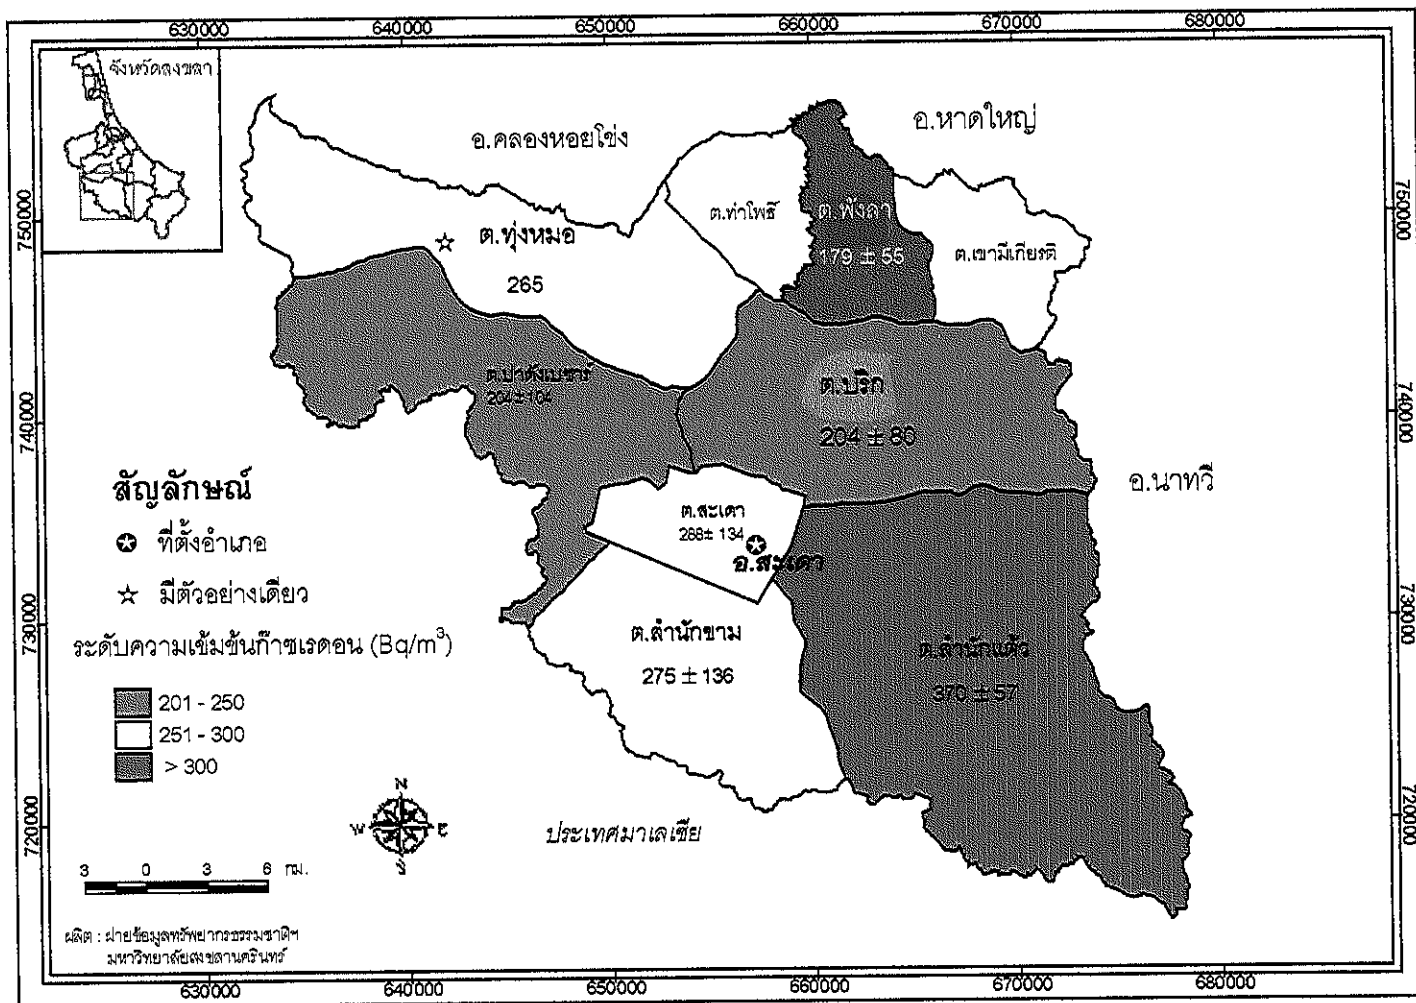 630000
640000
650000
660000
670000
680000
จังหวัดสงขลา
อ.คลองหอยโข่ง
อ.หาดใหญ่
750000
750000
ต.ทุ่งหมอ
265
ต.ท่าโพธิ์
ต.พังลา
179 ± 55
ต.เขามีเกียรติ
ต.ปาดังเบซาร์
204 ± 104
ต.ปริก
204 ± 80
740000
740000
อ.นาทวี
ต.สะเดา
288 ± 134
อ.สะเดา
สัญลักษณ์
ที่ตั้งอำเภอ
มีตัวอย่างเดียว
730000
730000
ต.สำนักขาม
275 ± 136
ต.สำนักแต้ว
370 ± 57
ระดับความเข้มข้นก๊าซเรดอน (Bq/m³)
201 - 250
251 - 300
> 300
720000
720000
N
W
E
S
ประเทศมาเลเซีย
3 0 3 6 กม.
ผลิต : ฝ่ายข้อมูลทรัพยากรธรรมชาติฯ
มหาวิทยาลัยสงขลานครินทร์
630000
640000
650000
660000
670000
680000